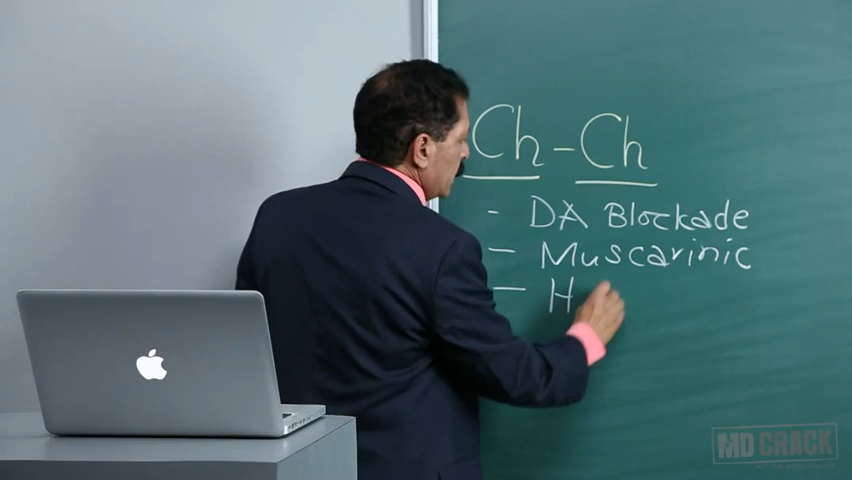 Ch - Ch
- DA Blockade
- Muscarinic
- H
MD CRACK